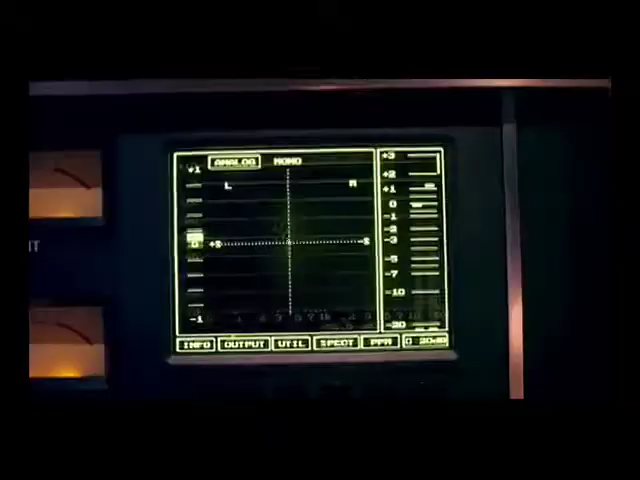 ANALOG MONO
+1 +3
+2
L R +1
0
-1
-2
0 +S -S -3
-5
-7
-10
-1 -20
INFO OUTPUT UTIL SPECT PPM